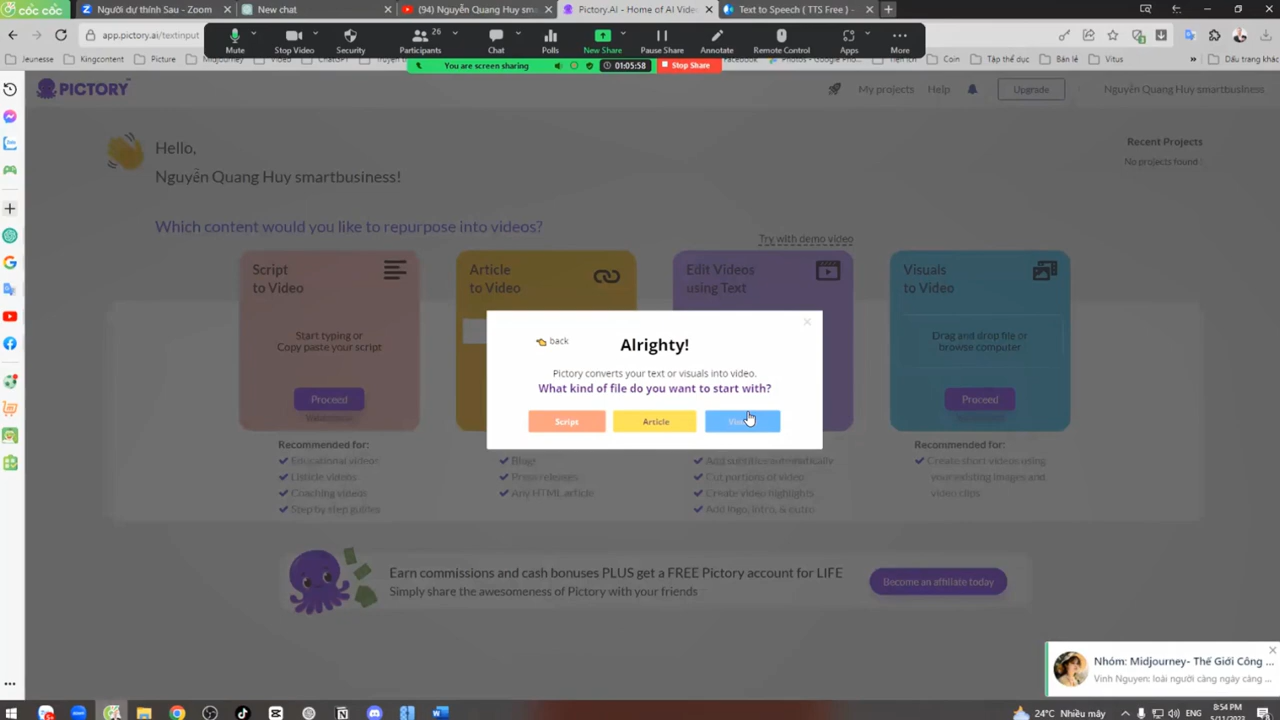 cốc cốc
Người dự thính Sau - Zoom
New chat
(94) Nguyễn Quang Huy sma
Pictory.AI - Home of AI Video
Text to Speech ( TTS Free ) -
app.pictory.ai/textinput
Mute
Stop Video
Security
Participants
26
Chat
Polls
New Share
Pause Share
Annotate
Remote Control
Apps
More
You are screen sharing
01:05:58
Stop Share
Jeunesse
Kingcontent
Picture
Midjourney
ChatGPT
Coin
Tập thể dục
Bán lẻ
Vitus
Dấu trang khác
PICTORY
My projects
Help
Upgrade
Nguyễn Quang Huy smartbusiness
Hello,
Nguyễn Quang Huy smartbusiness!
Recent Projects
No projects found
Which content would you like to repurpose into videos?
Try with demo video
Script
to Video
Start typing or
Copy paste your script
Proceed
Article
to Video
Edit Videos
using Text
Visuals
to Video
Drag and drop file or
browse computer
Proceed
back
Alrighty!
Pictory converts your text or visuals into video.
What kind of file do you want to start with?
Script
Article
Recommended for:
Educational videos
Listicle videos
Coaching videos
Step by step guides
Blogs
Press releases
Any HTML article
Add subtitle automatically
Cut portions of video
Create video highlights
Add logo, intro, & outro
Recommended for:
Create short videos using
your existing images and
video clips
Earn commissions and cash bonuses PLUS get a FREE Pictory account for LIFE
Simply share the awesomeness of Pictory with your friends
Become an affiliate today
Nhóm: Midjourney- Thế Giới Công ...
Vinh Nguyen: loài người càng ngày càng ...
24°C Nhiều mây
ENG
8:54 PM